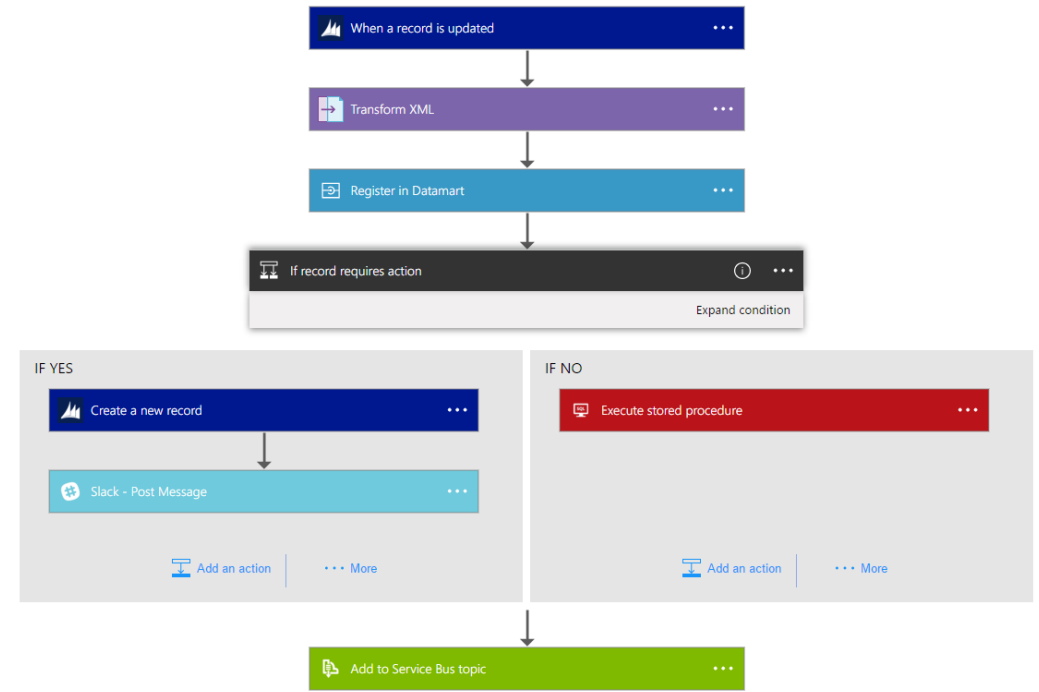 When a record is updated
Transform XML
Register in Datamart
If record requires action
Expand condition
IF YES
Create a new record
Slack - Post Message
Add an action
More
IF NO
Execute stored procedure
Add an action
More
Add to Service Bus topic